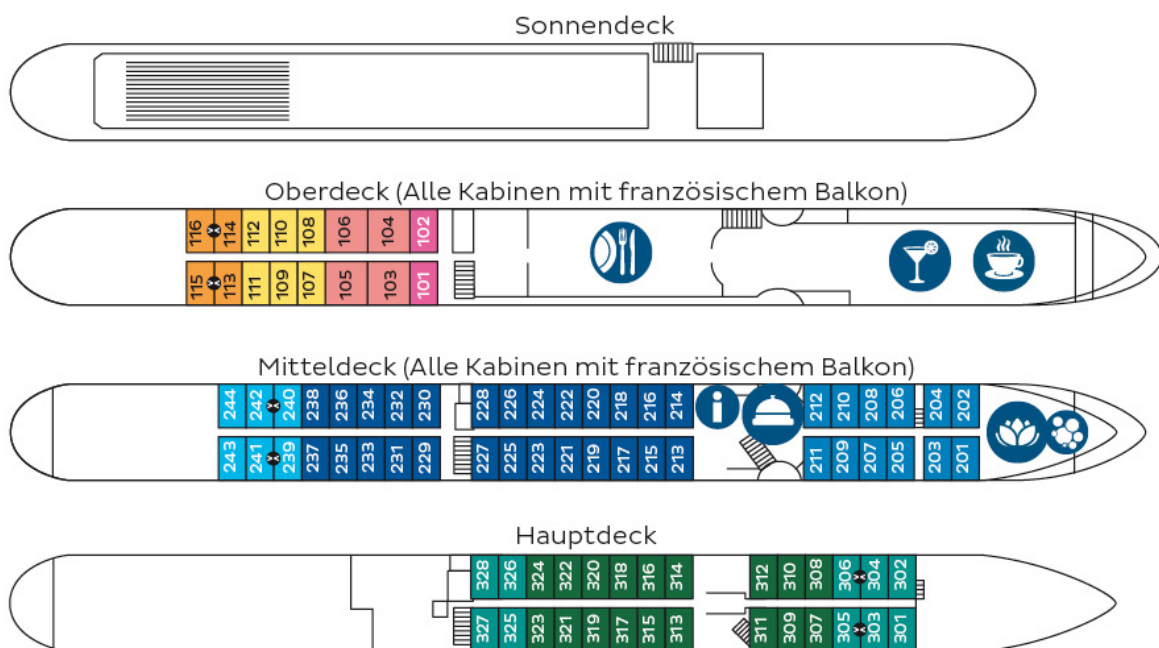 Sonnendeck
Oberdeck (Alle Kabinen mit französischem Balkon)
116 114 112 110 108 106 104 102
115 113 111 109 107 105 103 101
Mitteldeck (Alle Kabinen mit französischem Balkon)
244 242 240 238 236 234 232 230 228 226 224 222 220 218 216 214 212 210 208 206 204 202
243 241 239 237 235 233 231 229 227 225 223 221 219 217 215 213 211 209 207 205 203 201
Hauptdeck
328 326 324 322 320 318 316 314 312 310 308 306 304 302
327 325 323 321 319 317 315 313 311 309 307 305 303 301